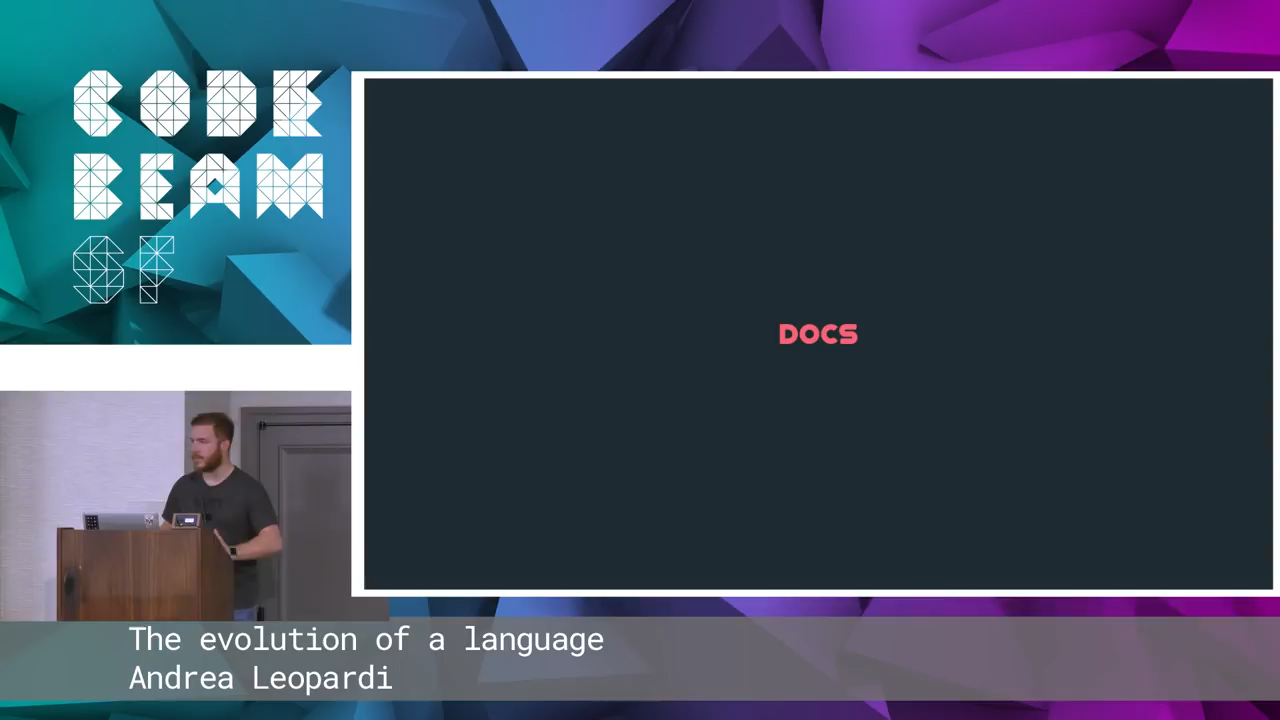 CODE
BEAM
SF
DOCS
The evolution of a language
Andrea Leopardi